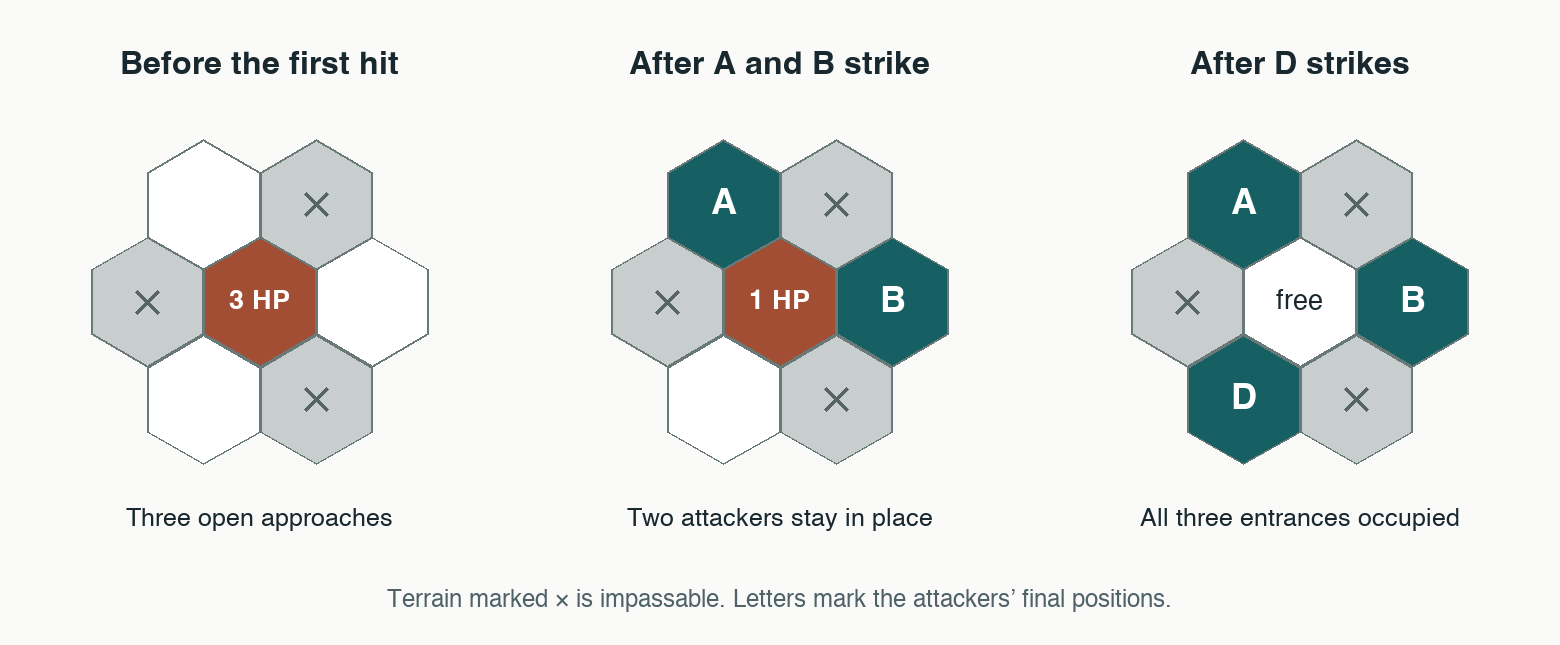 Before the first hit
After A and B strike
After D strikes
×
A
×
A
×
×
3 HP
×
1 HP
B
×
free
B
×
×
D
×
Three open approaches
Two attackers stay in place
All three entrances occupied
Terrain marked × is impassable. Letters mark the attackers’ final positions.